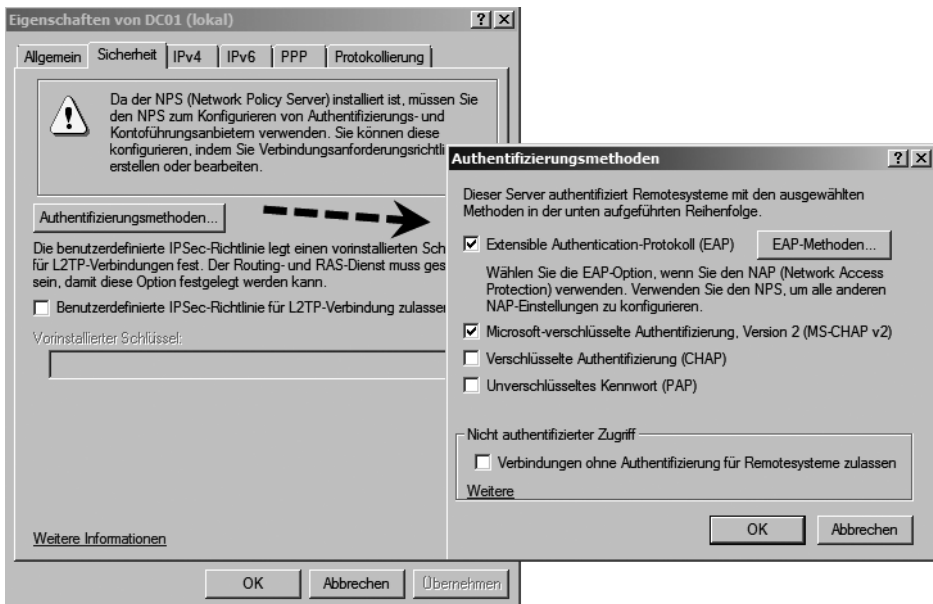 Eigenschaften von DC01 (lokal)
Allgemein
Sicherheit
IPv4
IPv6
PPP
Protokollierung
Da der NPS (Network Policy Server) installiert ist, müssen Sie
den NPS zum Konfigurieren von Authentifizierungs- und
Kontoführungsanbietern verwenden. Sie können diese
konfigurieren, indem Sie Verbindungsanforderungsrichtli
erstellen oder bearbeiten.
Authentifizierungsmethoden...
Die benutzerdefinierte IPSec-Richtlinie legt einen vorinstallierten Sch
für L2TP-Verbindungen fest. Der Routing- und RAS-Dienst muss ges
sein, damit diese Option festgelegt werden kann.
Benutzerdefinierte IPSec-Richtlinie für L2TP-Verbindung zulasse
Vorinstallierter Schlüssel:
Weitere Informationen
OK
Abbrechen
Übernehmen
Authentifizierungsmethoden
Dieser Server authentifiziert Remotesysteme mit den ausgewählten
Methoden in der unten aufgeführten Reihenfolge.
Extensible Authentication-Protokoll (EAP)
EAP-Methoden...
Wählen Sie die EAP-Option, wenn Sie den NAP (Network Access
Protection) verwenden. Verwenden Sie den NPS, um alle anderen
NAP-Einstellungen zu konfigurieren.
Microsoft-verschlüsselte Authentifizierung, Version 2 (MS-CHAP v2)
Verschlüsselte Authentifizierung (CHAP)
Unverschlüsseltes Kennwort (PAP)
Nicht authentifizierter Zugriff
Verbindungen ohne Authentifizierung für Remotesysteme zulassen
Weitere
OK
Abbrechen